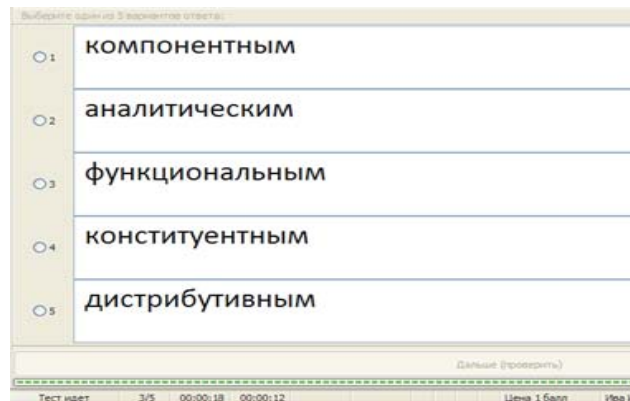 Выберите один из 5 вариантов ответа:
1 компонентным
2 аналитическим
3 функциональным
4 конституентным
5 дистрибутивным
Дальше (проверить)
Тест идет 3/5 00:00:18 00:00:12 Цена 1 балл Ива